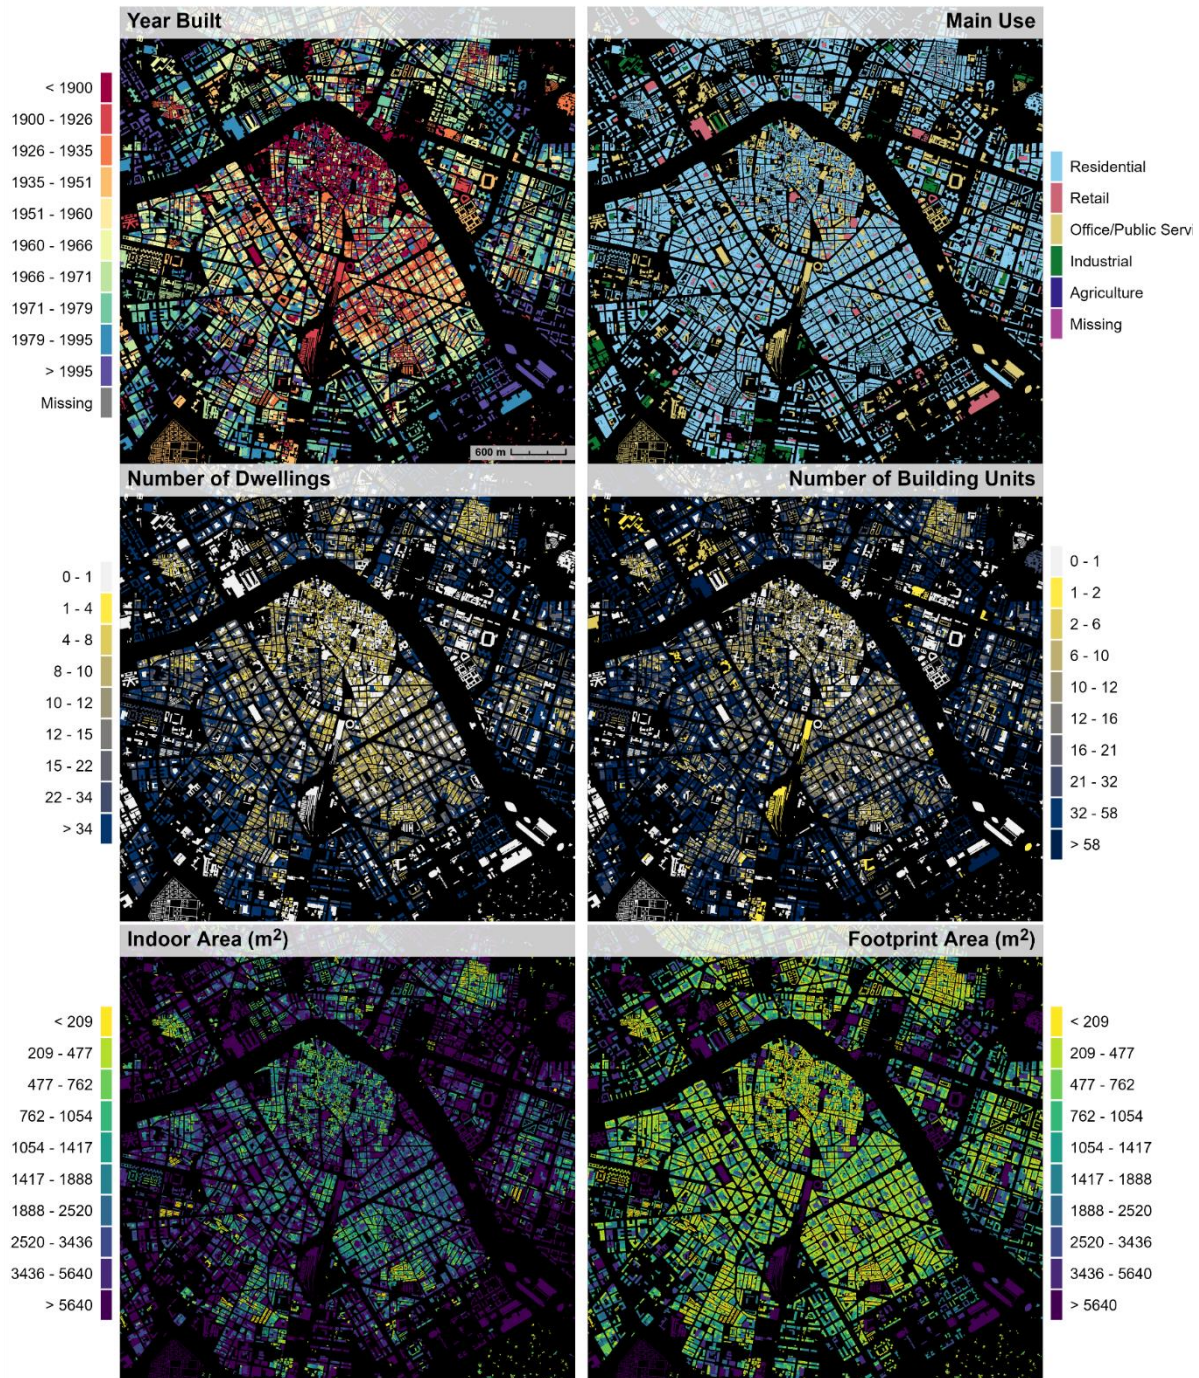 Year Built
Main Use
< 1900
1900 - 1926
1926 - 1935
1935 - 1951
1951 - 1960
1960 - 1966
1966 - 1971
1971 - 1979
1979 - 1995
> 1995
Missing
600 m
Residential
Retail
Office/Public Servi
Industrial
Agriculture
Missing
Number of Dwellings
Number of Building Units
0 - 1
1 - 4
4 - 8
8 - 10
10 - 12
12 - 15
15 - 22
22 - 34
> 34
0 - 1
1 - 2
2 - 6
6 - 10
10 - 12
12 - 16
16 - 21
21 - 32
32 - 58
> 58
Indoor Area (m²)
Footprint Area (m²)
< 209
209 - 477
477 - 762
762 - 1054
1054 - 1417
1417 - 1888
1888 - 2520
2520 - 3436
3436 - 5640
> 5640
< 209
209 - 477
477 - 762
762 - 1054
1054 - 1417
1417 - 1888
1888 - 2520
2520 - 3436
3436 - 5640
> 5640